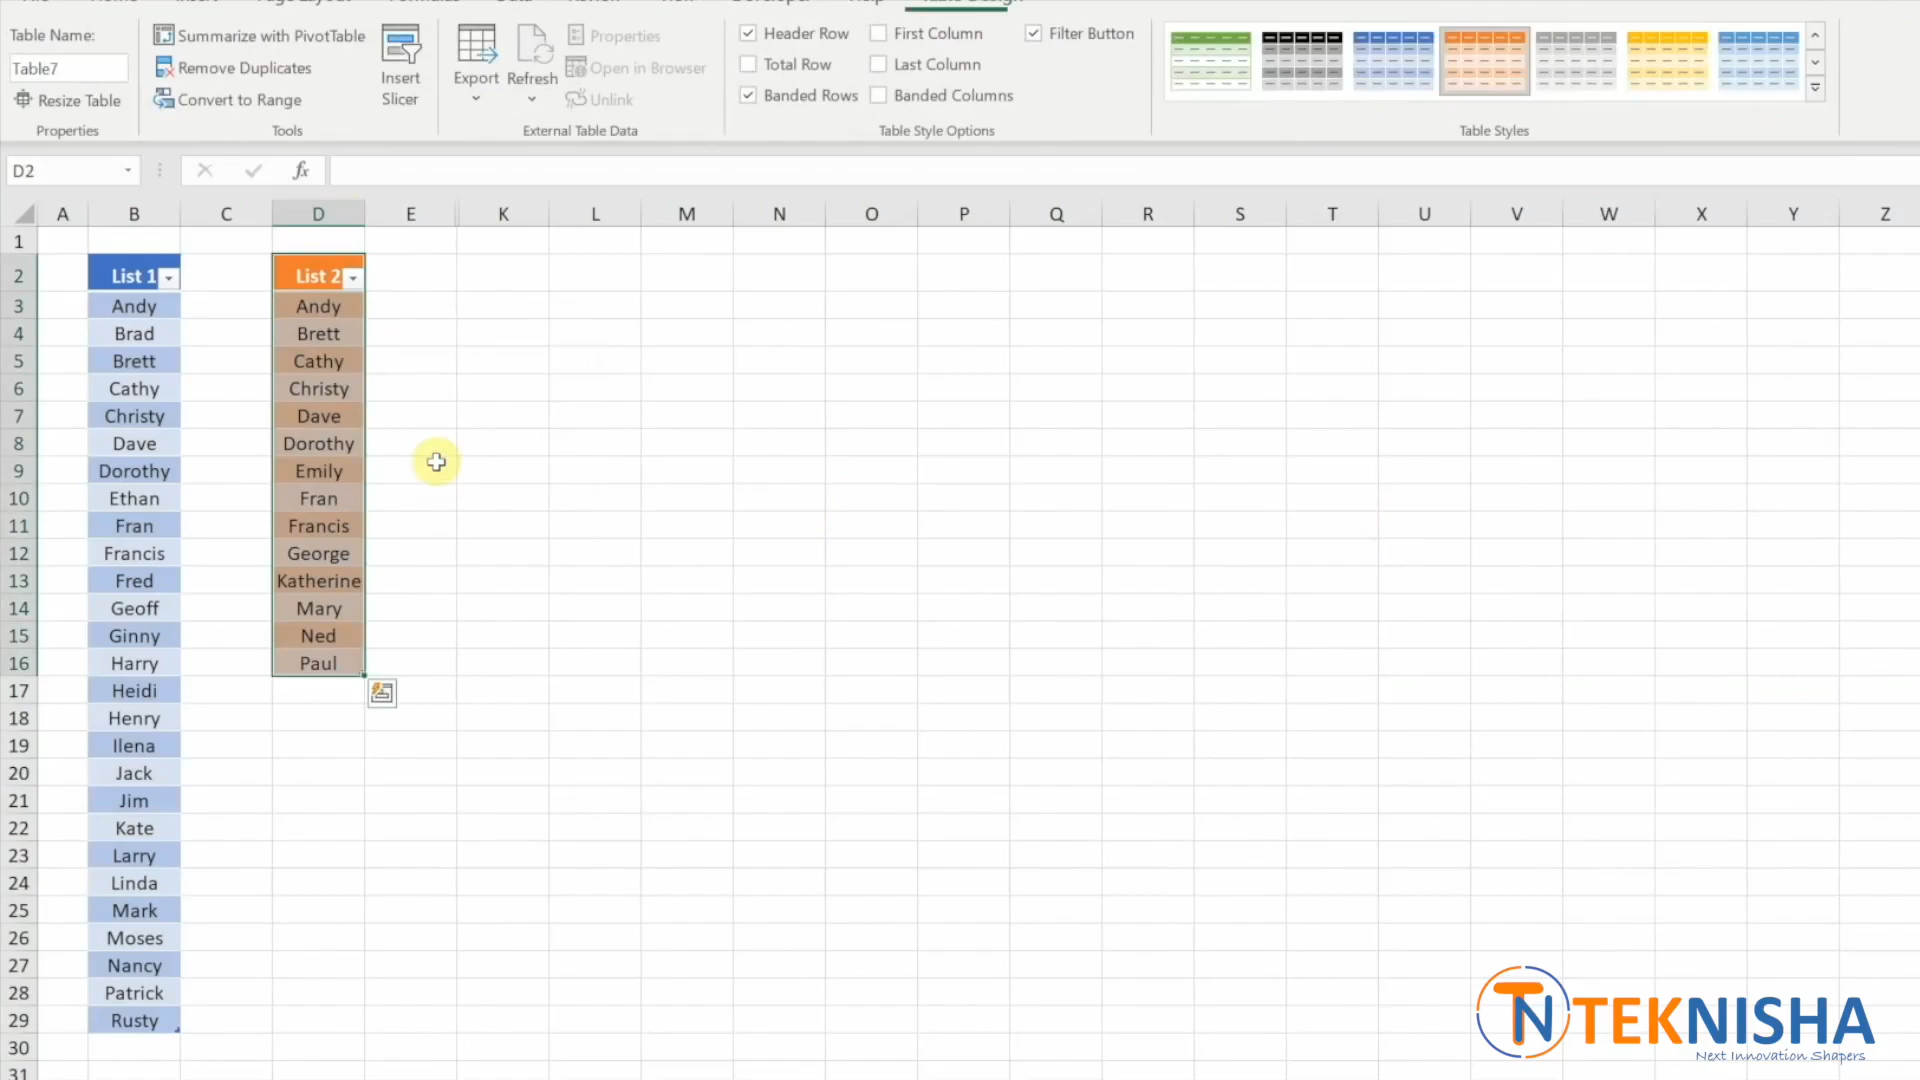 Table Name:
Table7
Resize Table
Properties
Summarize with PivotTable
Remove Duplicates
Convert to Range
Tools
Insert
Slicer
Export
Refresh
Properties
Open in Browser
Unlink
External Table Data
Header Row
Total Row
Banded Rows
First Column
Last Column
Banded Columns
Filter Button
Table Style Options
Table Styles
D2
fx
A B C D E K L M N O P Q R S T U V W X Y Z
1
2 List 1 List 2
3 Andy Andy
4 Brad Brett
5 Brett Cathy
6 Cathy Christy
7 Christy Dave
8 Dave Dorothy
9 Dorothy Emily
10 Ethan Fran
11 Fran Francis
12 Francis George
13 Fred Katherine
14 Geoff Mary
15 Ginny Ned
16 Harry Paul
17 Heidi
18 Henry
19 Ilena
20 Jack
21 Jim
22 Kate
23 Larry
24 Linda
25 Mark
26 Moses
27 Nancy
28 Patrick
29 Rusty
30
31
TN TEKNISHA
Next Innovation Shapers